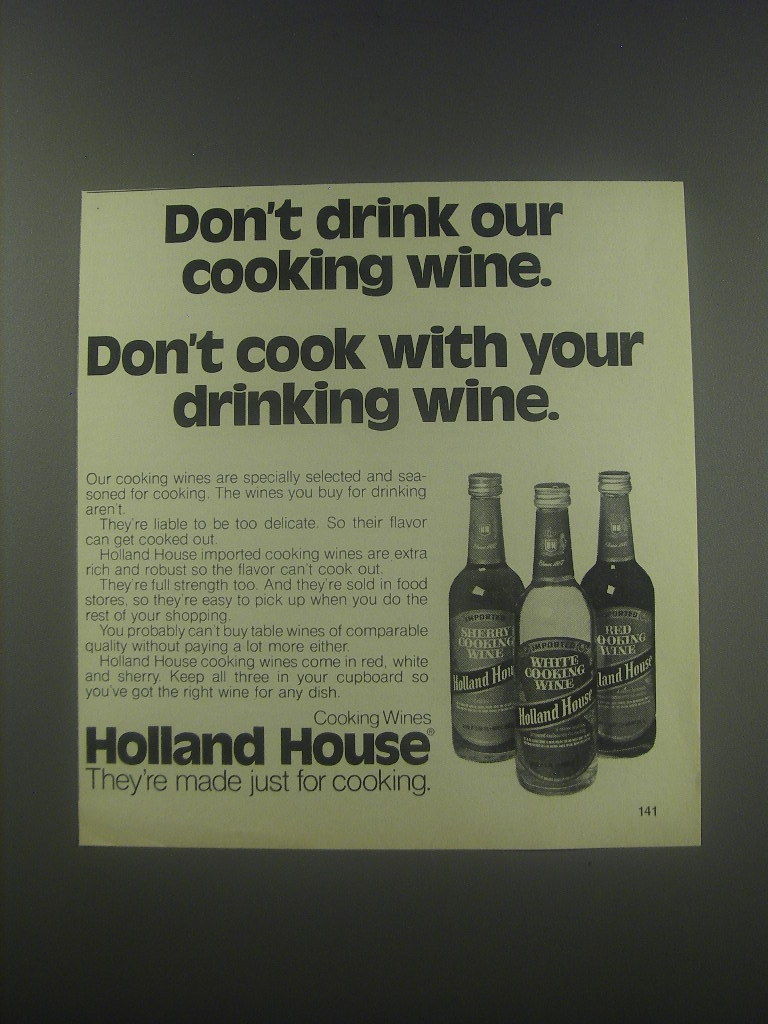 Don't drink our
cooking wine.
Don't cook with your
drinking wine.
Our cooking wines are specially selected and sea-
soned for cooking. The wines you buy for drinking
aren't.
They're liable to be too delicate. So their flavor
can get cooked out.
Holland House imported cooking wines are extra
rich and robust so the flavor can't cook out.
They're full strength too. And they're sold in food
stores, so they're easy to pick up when you do the
rest of your shopping.
You probably can't buy table wines of comparable
quality without paying a lot more either.
Holland House cooking wines come in red, white
and sherry. Keep all three in your cupboard so
you've got the right wine for any dish.
Cooking Wines
Holland House®
They're made just for cooking.
IMPORTED
SHERRY
COOKING
WINE
Holland Hou
IMPORTED
WHITE
COOKING
WINE
Holland House
PORTED
RED
OOKING
WINE
lland House
141